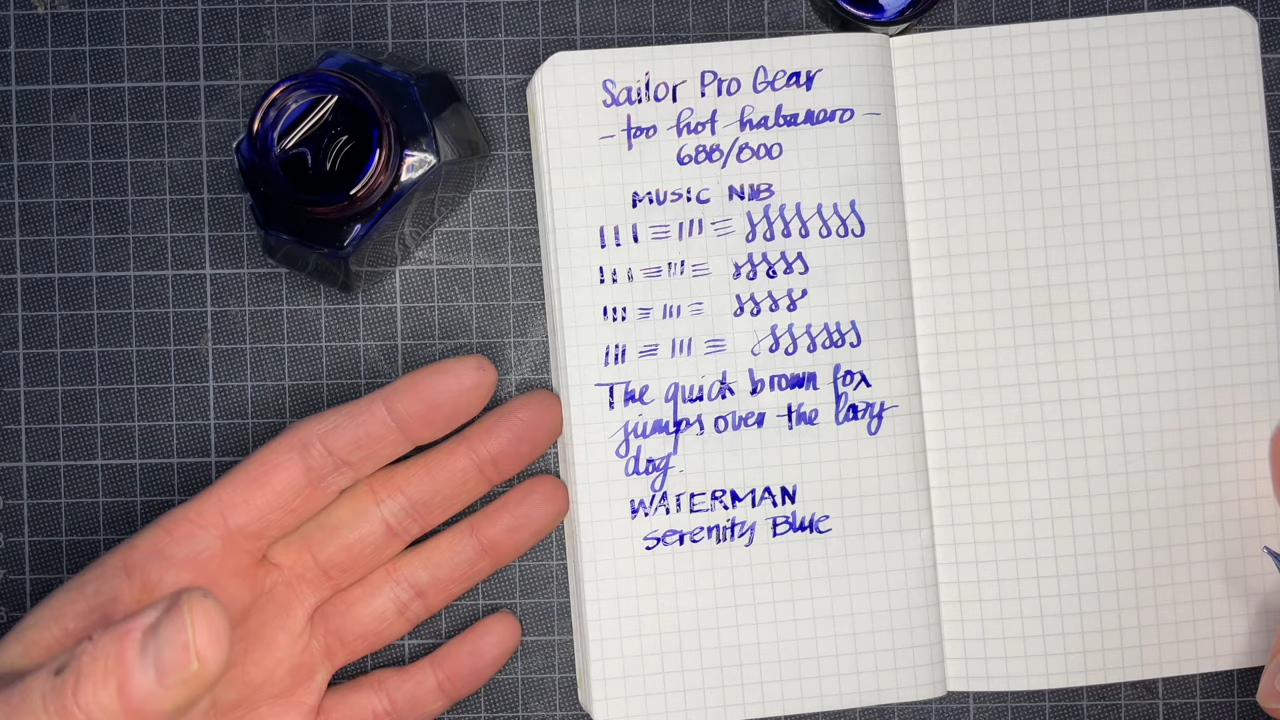 Sailor Pro Gear
- too hot habanero -
688/800
MUSIC NIB
The quick brown fox
jumps over the lazy
dog.
WATERMAN
Serenity Blue